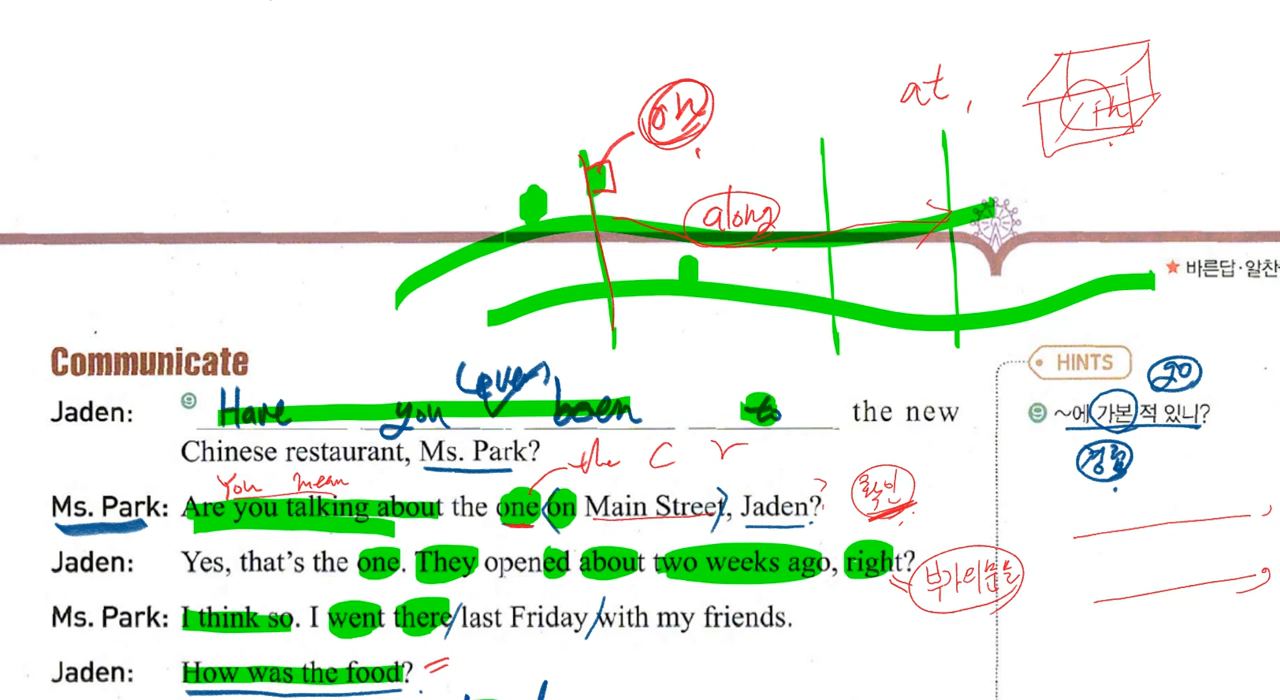 on
at,
in
along
★ 바른답·알찬
Communicate
HINTS
go
(ever)
Jaden: ⑨ Have you been to the new
⑨ ~에 가본 적 있니?
경험
Chinese restaurant, Ms. Park?
the C r
You mean
Ms. Park: Are you talking about the one on Main Street, Jaden?
확인
Jaden: Yes, that's the one. They opened about two weeks ago, right?
부가의문문
Ms. Park: I think so. I went there/last Friday/with my friends.
Jaden: How was the food?